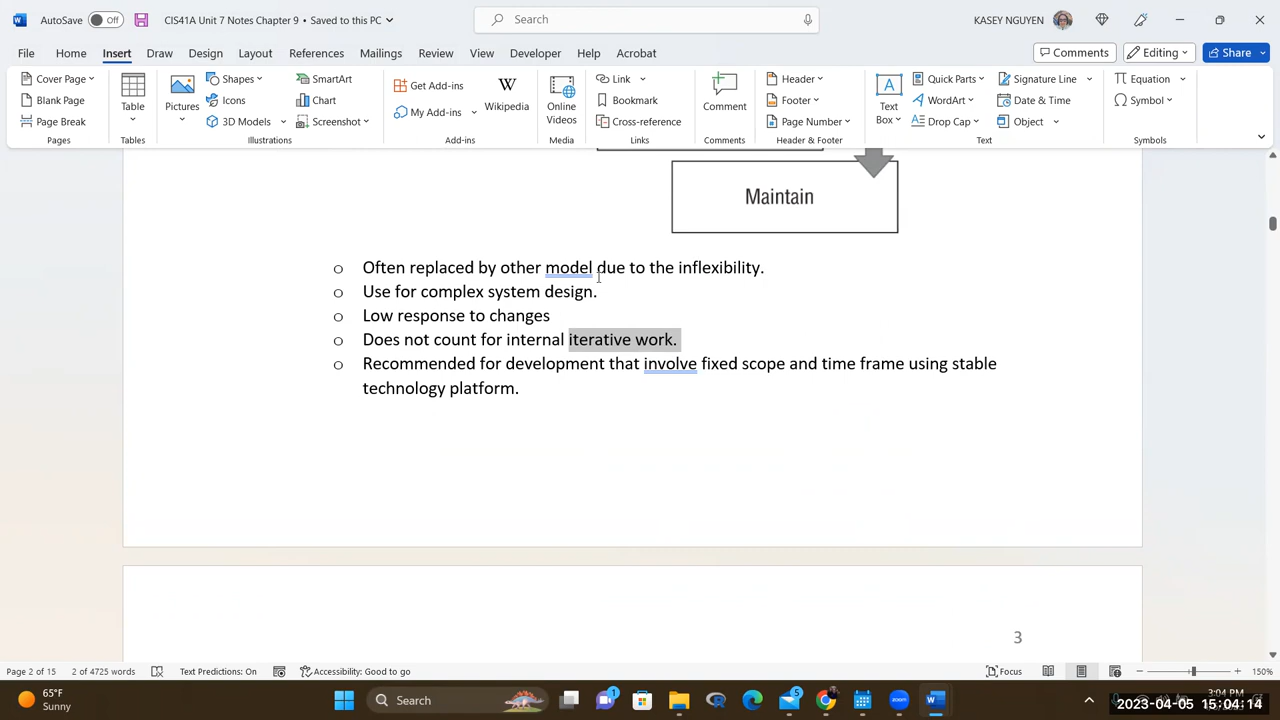 AutoSave Off CIS41A Unit 7 Notes Chapter 9 • Saved to this PC Search KASEY NGUYEN
File Home Insert Draw Design Layout References Mailings Review View Developer Help Acrobat Comments Editing Share
Cover Page Blank Page Page Break Pages
Table Tables
Pictures Shapes Icons 3D Models SmartArt Chart Screenshot Illustrations
Get Add-ins My Add-ins Wikipedia Add-ins
Online Videos Media
Link Bookmark Cross-reference Links
Comment Comments
Header Footer Page Number Header & Footer
Text Box Quick Parts WordArt Drop Cap Signature Line Date & Time Object Text
Equation Symbol Symbols
Maintain
o Often replaced by other model due to the inflexibility.
o Use for complex system design.
o Low response to changes
o Does not count for internal iterative work.
o Recommended for development that involve fixed scope and time frame using stable
technology platform.
3
Page 2 of 15 2 of 4725 words Text Predictions: On Accessibility: Good to go Focus 150%
65°F
Sunny
Search
1
5
3:04 PM
2023-04-05 15:04:14